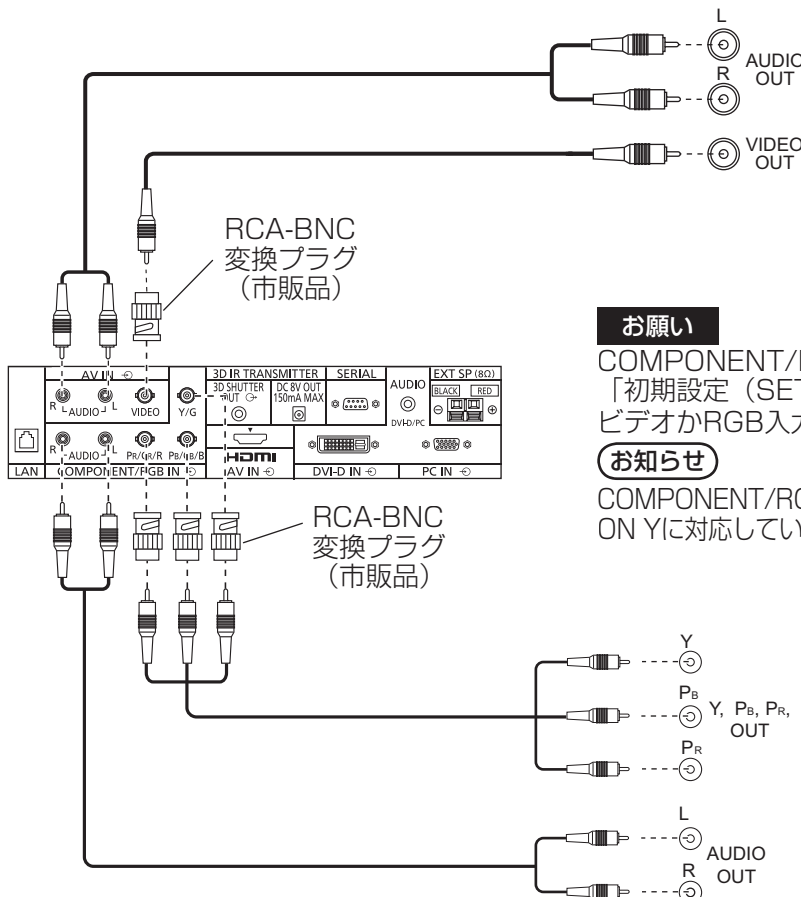 L
AUDIO
R
OUT
VIDEO
OUT
RCA-BNC
変換プラグ
（市販品）
お願い
COMPONENT/
「初期設定（SET
ビデオかRGB入
お知らせ
COMPONENT/RG
ON Yに対応してい
AV IN
3D IR TRANSMITTER
SERIAL
AUDIO
EXT SP (8Ω)
3D SHUTTER
OUT
DC 8V OUT
150mA MAX
BLACK
RED
R AUDIO L
VIDEO
Y/G
DVI-D/PC
R AUDIO L
PR/CR/R
PB/CB/B
HDMI
LAN
COMPONENT/RGB IN
AV IN
DVI-D IN
PC IN
RCA-BNC
変換プラグ
（市販品）
Y
PB
Y, PB, PR,
OUT
PR
L
AUDIO
R
OUT